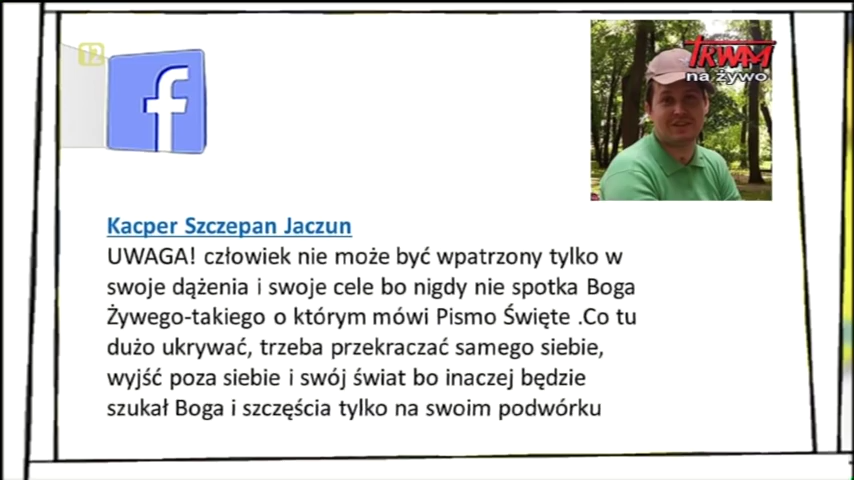 12
f
TRWAM
na żywo
Kacper Szczepan Jaczun
UWAGA! człowiek nie może być wpatrzony tylko w
swoje dążenia i swoje cele bo nigdy nie spotka Boga
Żywego-takiego o którym mówi Pismo Święte .Co tu
dużo ukrywać, trzeba przekraczać samego siebie,
wyjść poza siebie i swój świat bo inaczej będzie
szukał Boga i szczęścia tylko na swoim podwórku